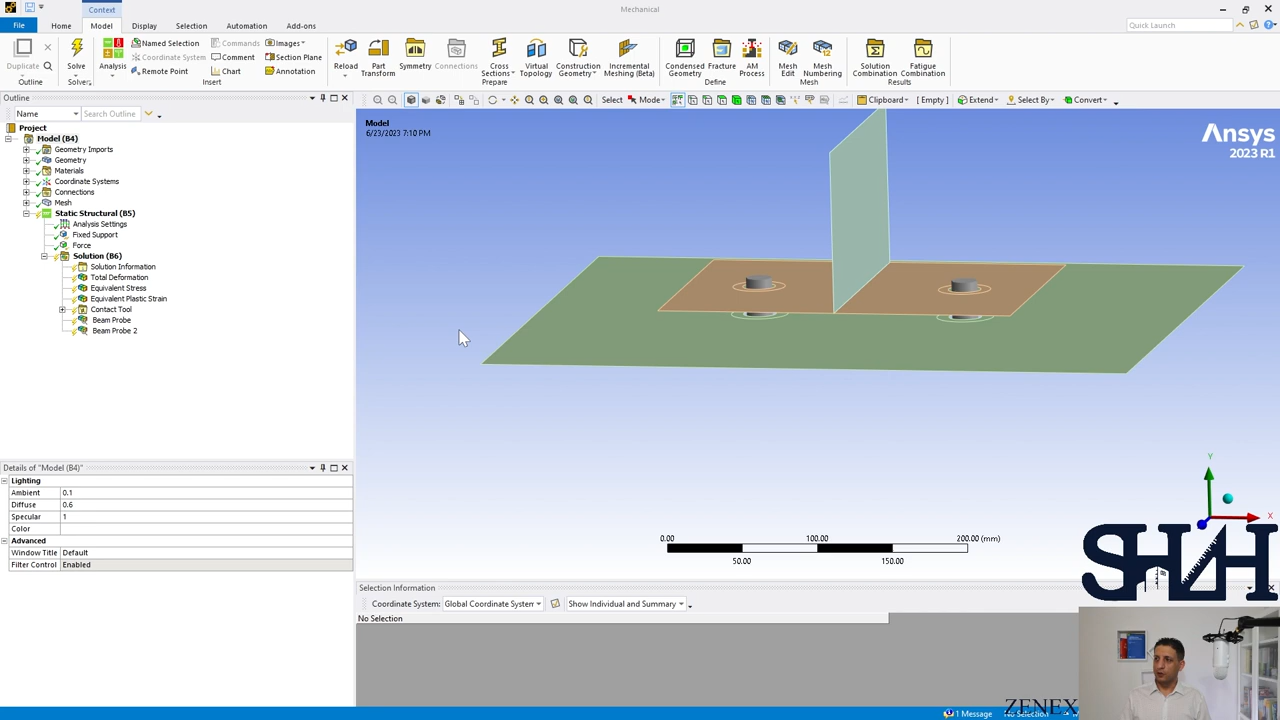 Context
Mechanical
File
Home
Model
Display
Selection
Automation
Add-ons
Quick Launch
Duplicate
Outline
Solve
Solver
Analysis
Named Selection
Coordinate System
Remote Point
Commands
Comment
Chart
Images
Section Plane
Annotation
Insert
Reload
Part Transform
Symmetry
Connections
Cross Sections
Virtual Topology
Construction Geometry
Incremental Meshing (Beta)
Prepare
Condensed Geometry
Fracture Features
AM Process
Define
Mesh Edit
Mesh Numbering
Mesh
Solution Combination
Fatigue Combination
Results
Outline
Select
Mode
Clipboard
[ Empty ]
Extend
Select By
Convert
Name
Search Outline
Project
Model (B4)
Geometry Imports
Geometry
Materials
Coordinate Systems
Connections
Mesh
Static Structural (B5)
Analysis Settings
Fixed Support
Force
Solution (B6)
Solution Information
Total Deformation
Equivalent Stress
Equivalent Plastic Strain
Contact Tool
Beam Probe
Beam Probe 2
Model
6/23/2023 7:10 PM
Ansys
2023 R1
Y
X
0.00
100.00
200.00 (mm)
50.00
150.00
Details of "Model (B4)"
Lighting
Ambient 0.1
Diffuse 0.6
Specular 1
Color
Advanced
Window Title Default
Filter Control Enabled
Selection Information
Coordinate System: Global Coordinate System
Show Individual and Summary
No Selection
SHZH
ZENEX
1 Message
No Selection